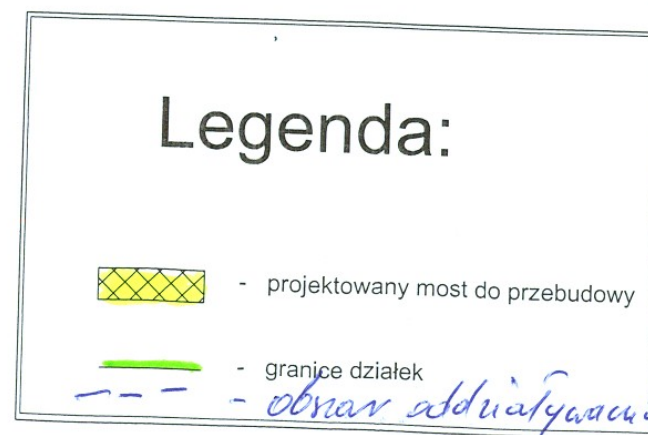 Legenda:
- projektowany most do przebudowy
- granice działek
- obszar oddziaływania